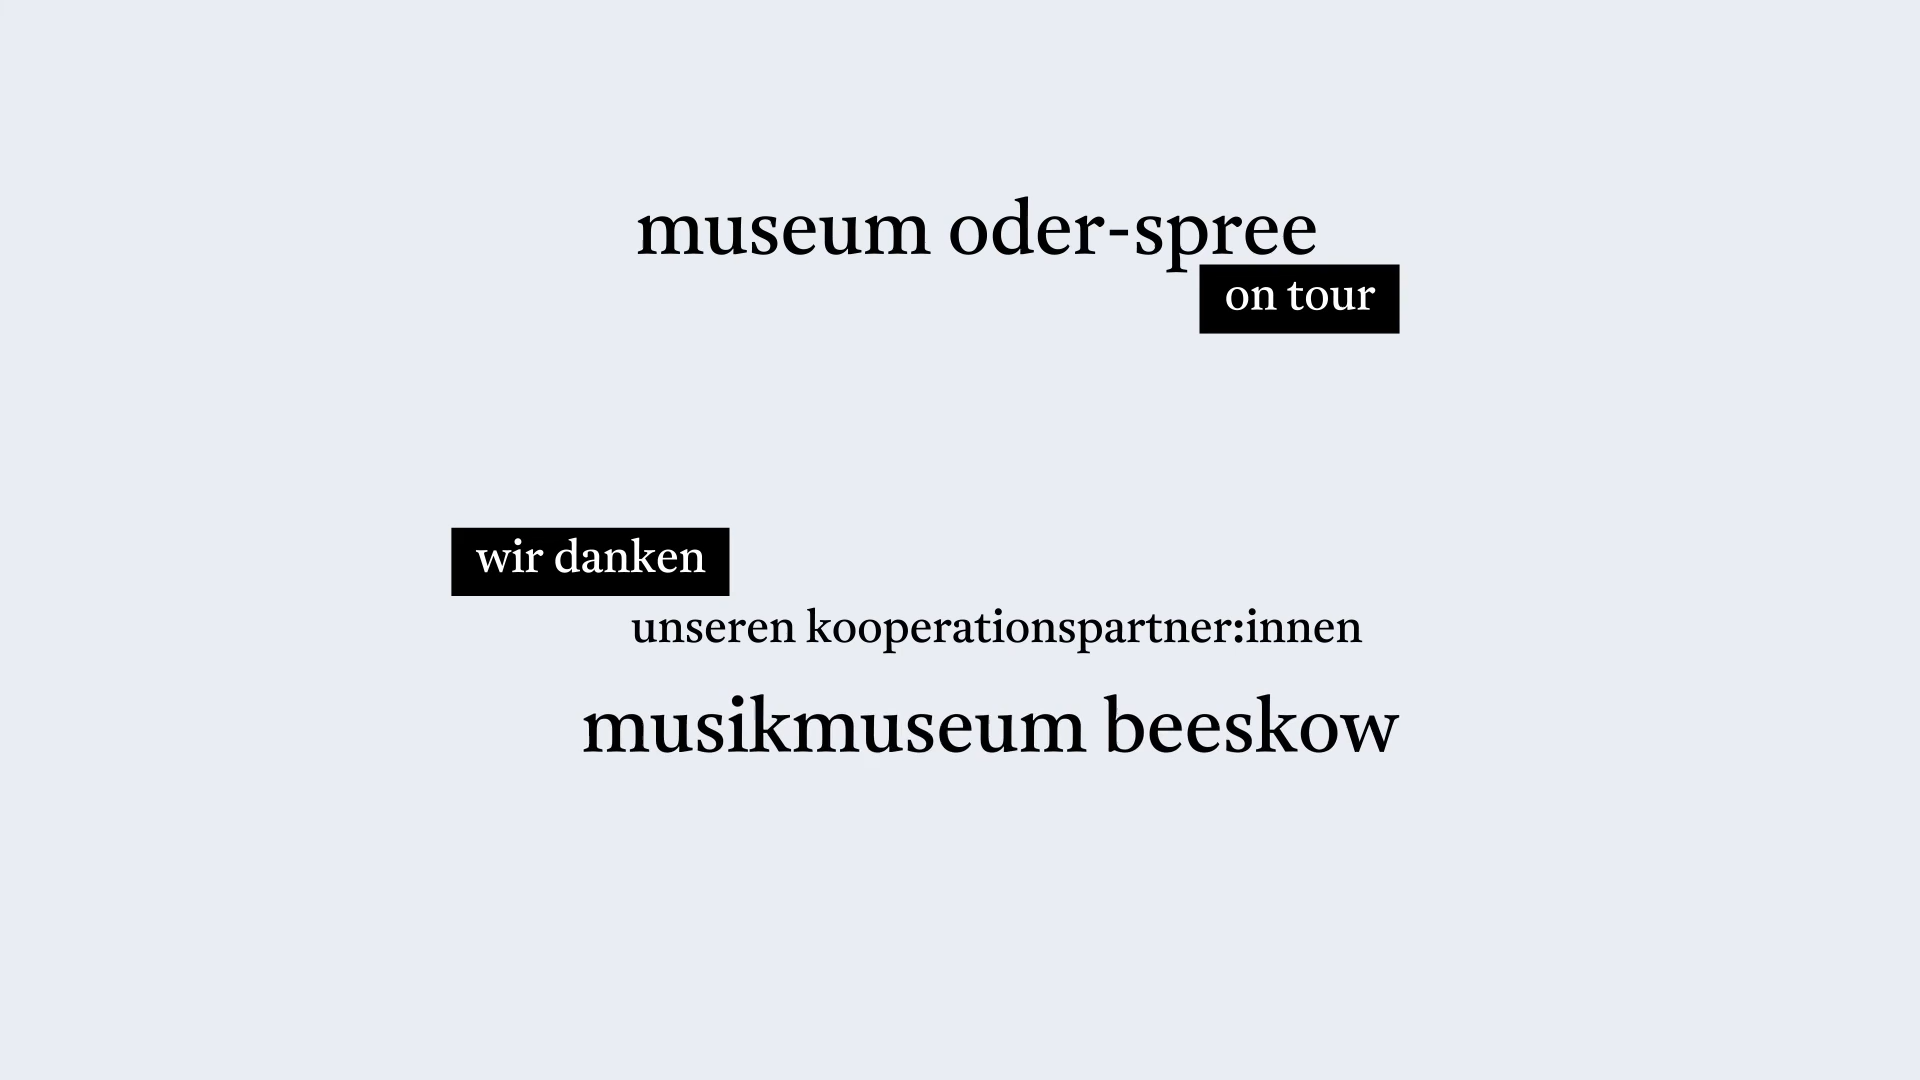 museum oder-spree
on tour
wir danken
unseren kooperationspartner:innen
musikmuseum beeskow